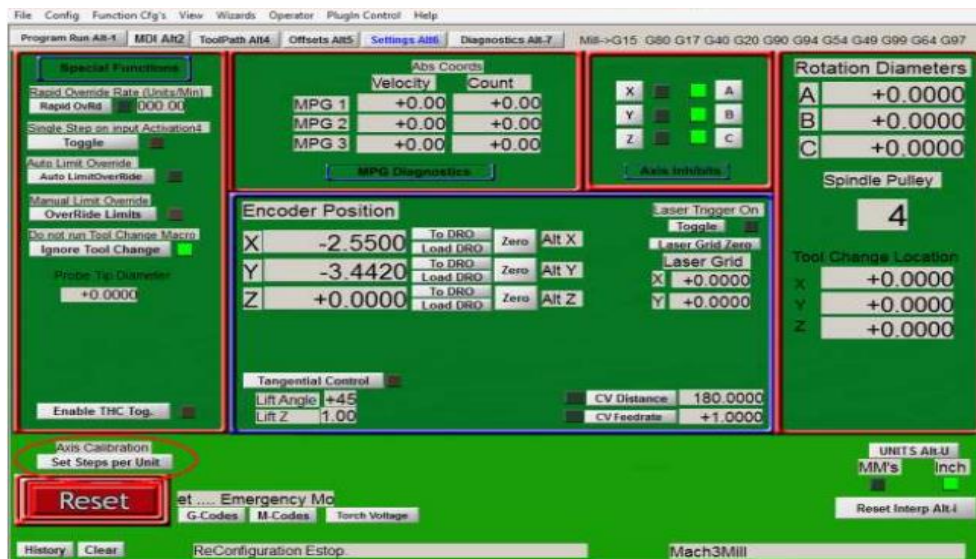 File Config Function Cfg's View Wizards Operator PlugIn Control Help
Program Run Alt-1 MDI Alt2 ToolPath Alt4 Offsets Alt5 Settings Alt6 Diagnostics Alt-7 Mill->G15 G80 G17 G40 G20 G90 G94 G54 G49 G99 G64 G97
Special Functions
Rapid Override Rate (Units/Min)
Rapid OvRd 000.00
Single Step on input Activation4
Toggle
Auto Limit Override
Auto LimitOverRide
Manual Limit Override
OverRide Limits
Do not run Tool Change Macro
Ignore Tool Change
Probe Tip Diameter
+0.0000
Enable THC Tog.
Abs Coords
Velocity Count
MPG 1 +0.00 +0.00
MPG 2 +0.00 +0.00
MPG 3 +0.00 +0.00
MPG Diagnostics
X A
Y B
Z C
Axis Inhibits
Rotation Diameters
A +0.0000
B +0.0000
C +0.0000
Spindle Pulley
4
Tool Change Location
X +0.0000
Y +0.0000
Z +0.0000
Encoder Position
X -2.5500 To DRO Load DRO Zero Alt X
Y -3.4420 To DRO Load DRO Zero Alt Y
Z +0.0000 To DRO Load DRO Zero Alt Z
Laser Trigger On
Toggle
Laser Grid Zero
Laser Grid
X +0.0000
Y +0.0000
Tangential Control
Lift Angle +45
Lift Z 1.00
CV Distance 180.0000
CV Feedrate +1.0000
Axis Calibration
Set Steps per Unit
Reset
et .... Emergency Mo
G-Codes M-Codes Torch Voltage
UNITS Alt-U
MM's Inch
Reset Interp Alt-I
History Clear ReConfiguration Estop. Mach3Mill